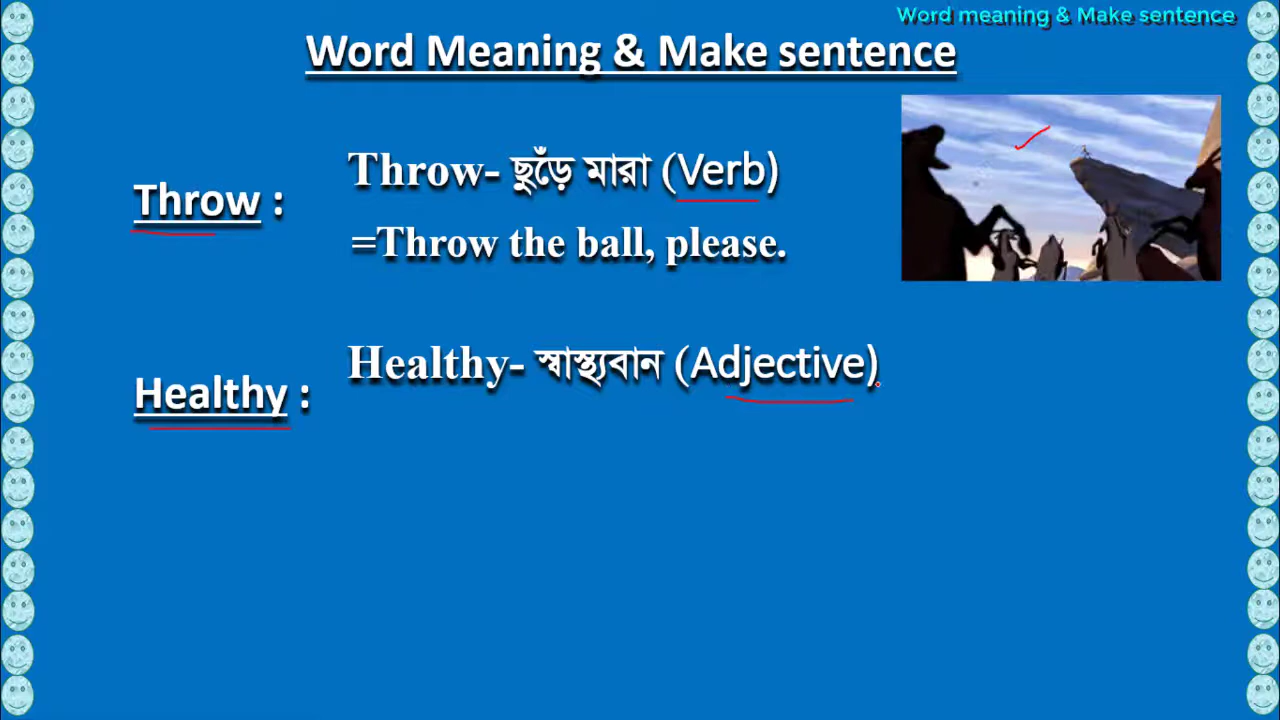 Word meaning & Make sentence
Word Meaning & Make sentence
Throw :
Throw- ছুঁড়ে মারা (Verb)
=Throw the ball, please.
Healthy :
Healthy- স্বাস্থ্যবান (Adjective)